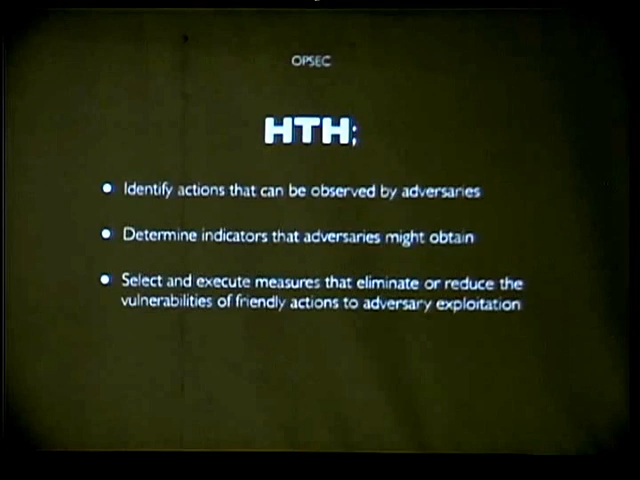 OPSEC
HTH;
Identify actions that can be observed by adversaries
Determine indicators that adversaries might obtain
Select and execute measures that eliminate or reduce the
vulnerabilities of friendly actions to adversary exploitation